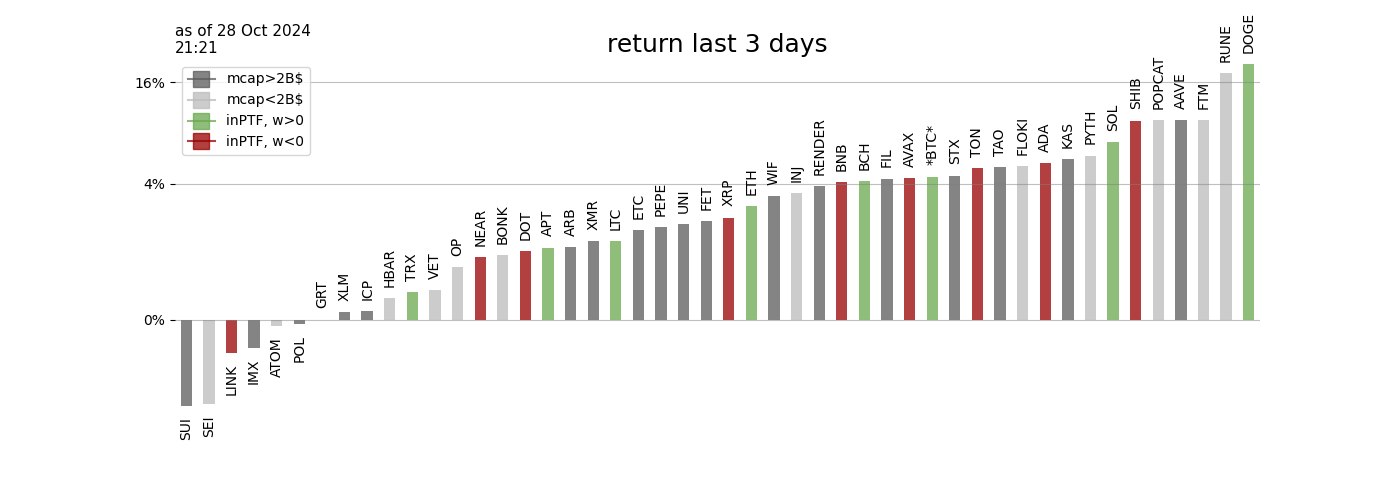 as of 28 Oct 2024
21:21
return last 3 days
mcap>2B$
mcap<2B$
inPTF, w>0
inPTF, w<0
16%
4%
0%
SUI
SEI
LINK
IMX
ATOM
POL
GRT
XLM
ICP
HBAR
TRX
VET
OP
NEAR
BONK
DOT
APT
ARB
XMR
LTC
ETC
PEPE
UNI
FET
XRP
ETH
WIF
INJ
RENDER
BNB
BCH
FIL
AVAX
*BTC*
STX
TON
TAO
FLOKI
ADA
KAS
PYTH
SOL
SHIB
POPCAT
AAVE
FTM
RUNE
DOGE